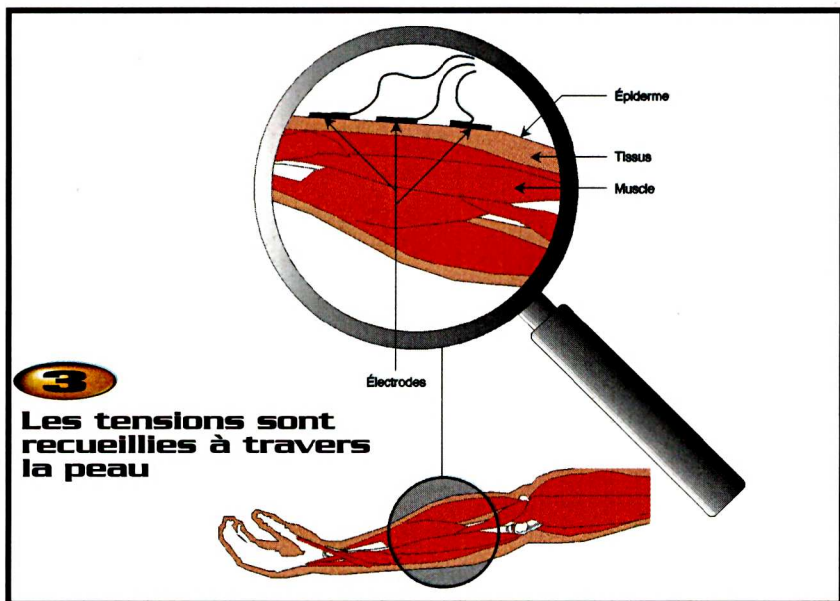 Épiderme
Tissus
Muscle
Électrodes
3
Les tensions sont
recueillies à travers
la peau